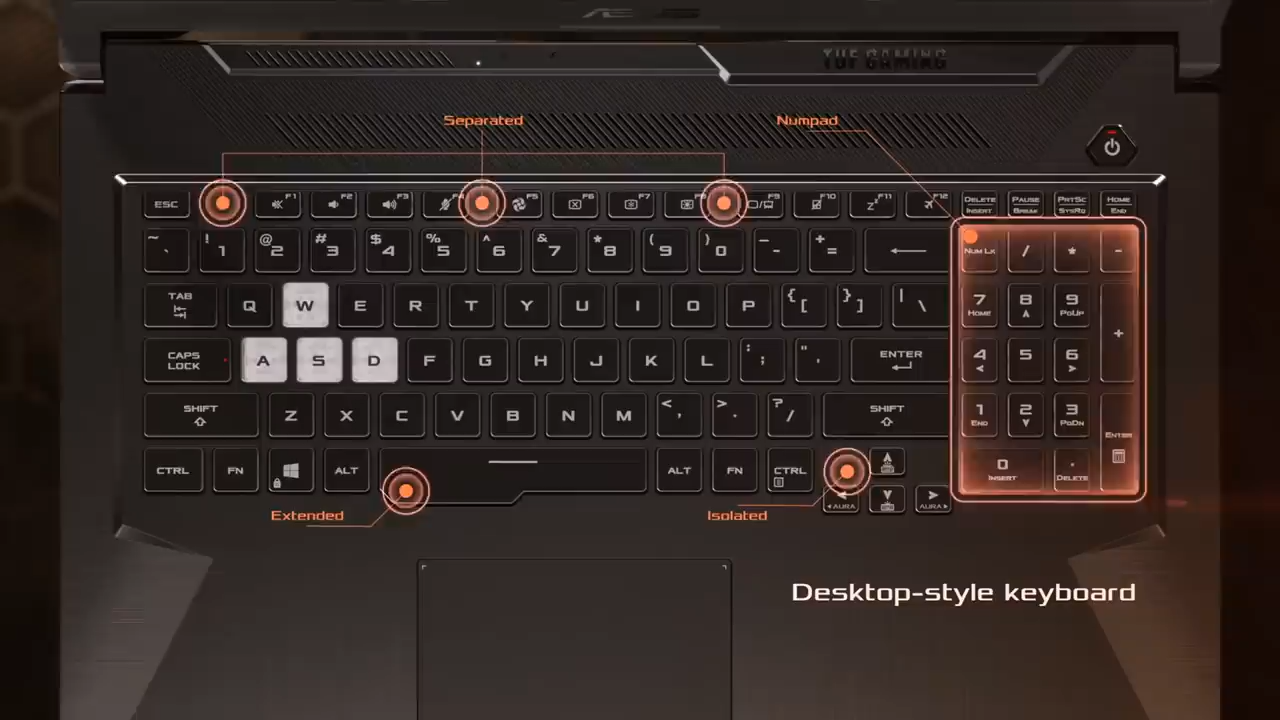 ASUS
TUF GAMING
Separated
Numpad
ESC F1 F2 F3 F4 F5 F6 F7 F8 F9 F10 F11 F12 DELETE INSERT PAUSE BREAK PRTSC SYSRQ HOME END
~ ` ! 1 @ 2 # 3 $ 4 % 5 ^ 6 & 7 * 8 ( 9 ) 0 _ - + = NUM LK / * -
TAB Q W E R T Y U I O P { [ } ] | \ 7 HOME 8 9 PGUP +
CAPS LOCK A S D F G H J K L : ; " ' ENTER 4 5 6
SHIFT Z X C V B N M < , > . ? / SHIFT 1 END 2 3 PGDN ENTER
CTRL FN ALT ALT FN CTRL 0 INSERT . DELETE
AURA AURA
Extended
Isolated
Desktop-style keyboard